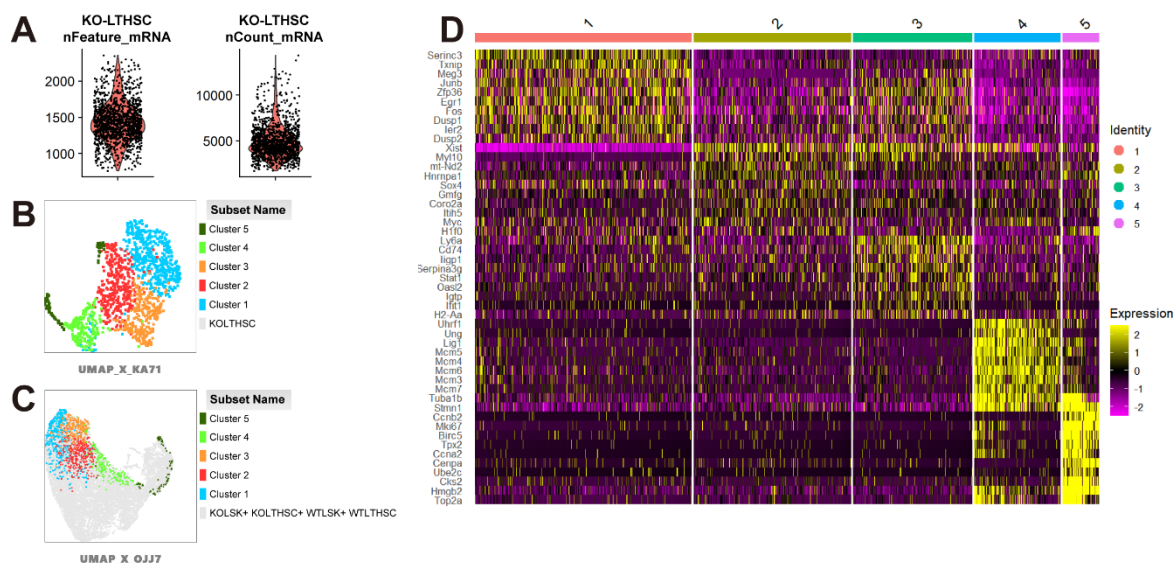 A
KO-LTHSC
nFeature_mRNA
2000
1500
1000
KO-LTHSC
nCount_mRNA
10000
5000
B
Subset Name
Cluster 5
Cluster 4
Cluster 3
Cluster 2
Cluster 1
KOLTHSC
UMAP_X_KA71
C
Subset Name
Cluster 5
Cluster 4
Cluster 3
Cluster 2
Cluster 1
KOLSK+ KOLTHSC+ WTLSK+ WTLTHSC
UMAP_X_OJJ7
D
1
2
3
4
5
Serinc3
Txnip
Meg3
Junb
Zfp36
Egr1
Fos
Dusp1
Ier2
Dusp2
Xist
Myl10
mt-Nd2
Hnrnpa1
Sox4
Gmfg
Coro2a
Itih5
Myc
H1f0
Ly6a
Cd74
Iigp1
Serpina3g
Stat1
Oasl2
Igtp
Ifit1
H2-Aa
Uhrf1
Ung
Lig1
Mcm5
Mcm4
Mcm6
Mcm3
Mcm7
Tuba1b
Stmn1
Ccnb2
Mki67
Birc5
Tpx2
Ccna2
Cenpa
Ube2c
Cks2
Hmgb2
Top2a
Identity
1
2
3
4
5
Expression
2
1
0
-1
-2